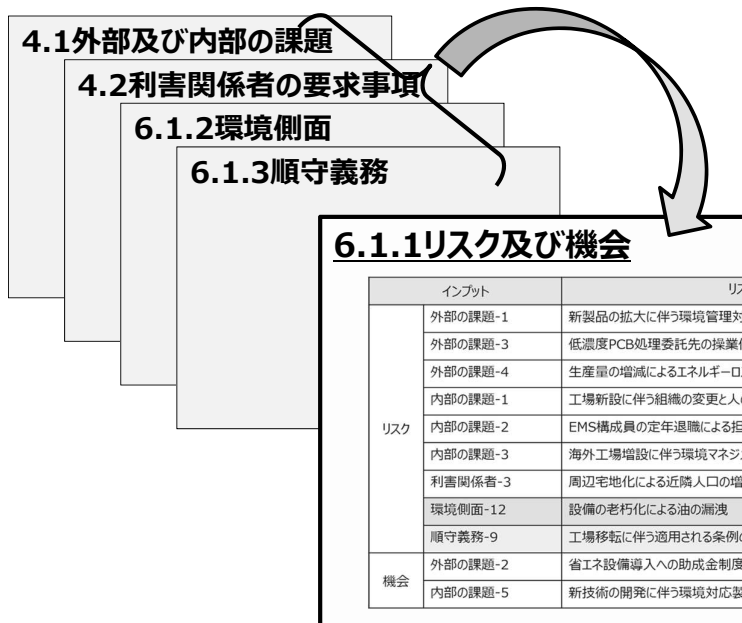 4.1外部及び内部の課題
4.2利害関係者の要求事項
6.1.2環境側面
6.1.3順守義務
6.1.1リスク及び機会
インプット リス
リスク
外部の課題-1 新製品の拡大に伴う環境管理対
外部の課題-3 低濃度PCB処理委託先の操業
外部の課題-4 生産量の増減によるエネルギーロ
内部の課題-1 工場新設に伴う組織の変更と人
内部の課題-2 EMS構成員の定年退職による担
内部の課題-3 海外工場増設に伴う環境マネジ
利害関係者-3 周辺宅地化による近隣人口の増
環境側面-12 設備の老朽化による油の漏洩
順守義務-9 工場移転に伴う適用される条例の
機会
外部の課題-2 省エネ設備導入への助成金制度
内部の課題-5 新技術の開発に伴う環境対応製